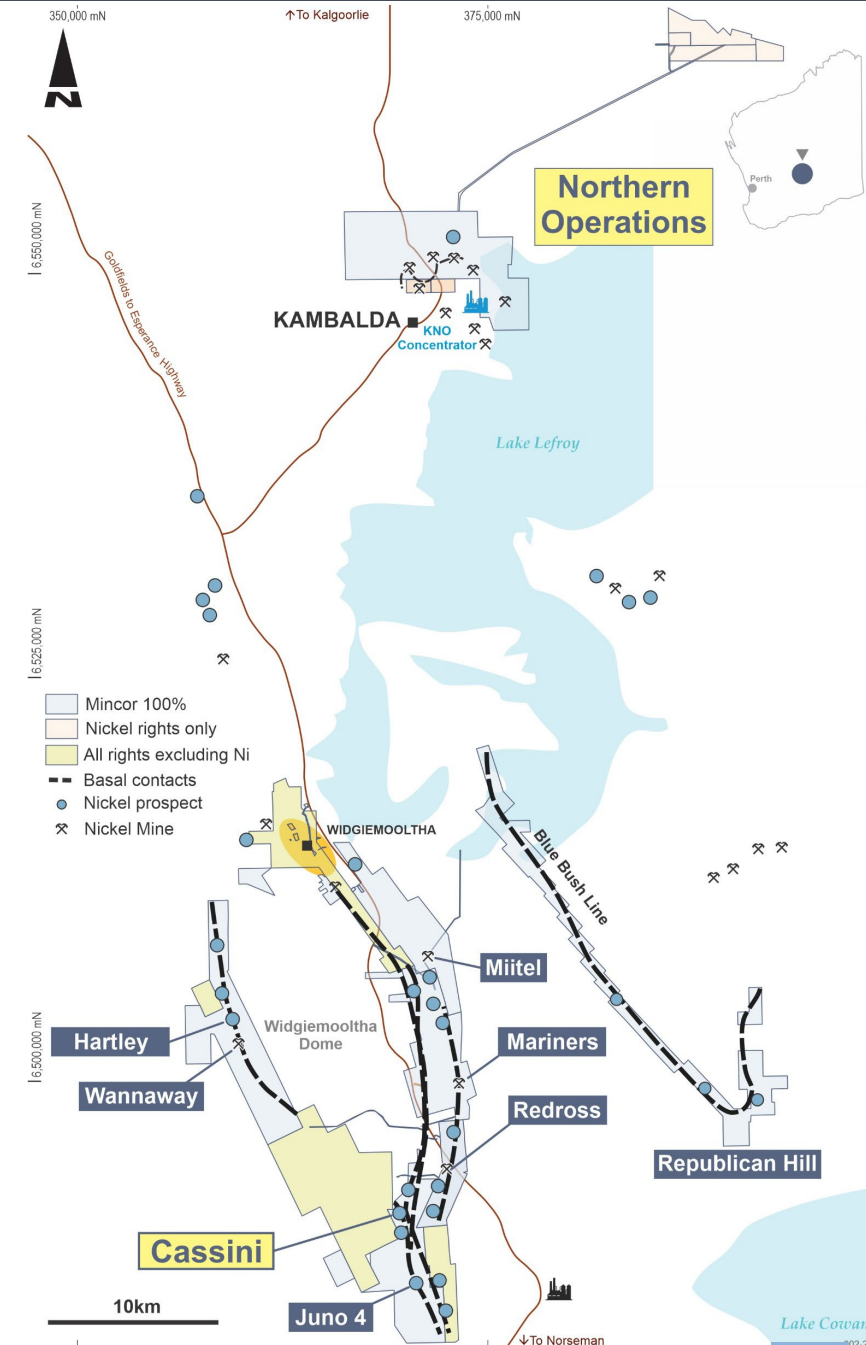 350,000 mN
↑To Kalgoorlie
375,000 mN
N
Perth
Northern
Operations
6,550,000 mN
Goldfields to Esperance Highway
KAMBALDA
KNO
Concentrator
Lake Lefroy
6,525,000 mN
Mincor 100%
Nickel rights only
All rights excluding Ni
Basal contacts
Nickel prospect
Nickel Mine
WIDGIEMOOLTHA
Blue Bush Line
Miitel
Hartley
Widgiemooltha
Dome
Mariners
6,500,000 mN
Wannaway
Redross
Republican Hill
Cassini
10km
Juno 4
Lake Cowan
↓To Norseman